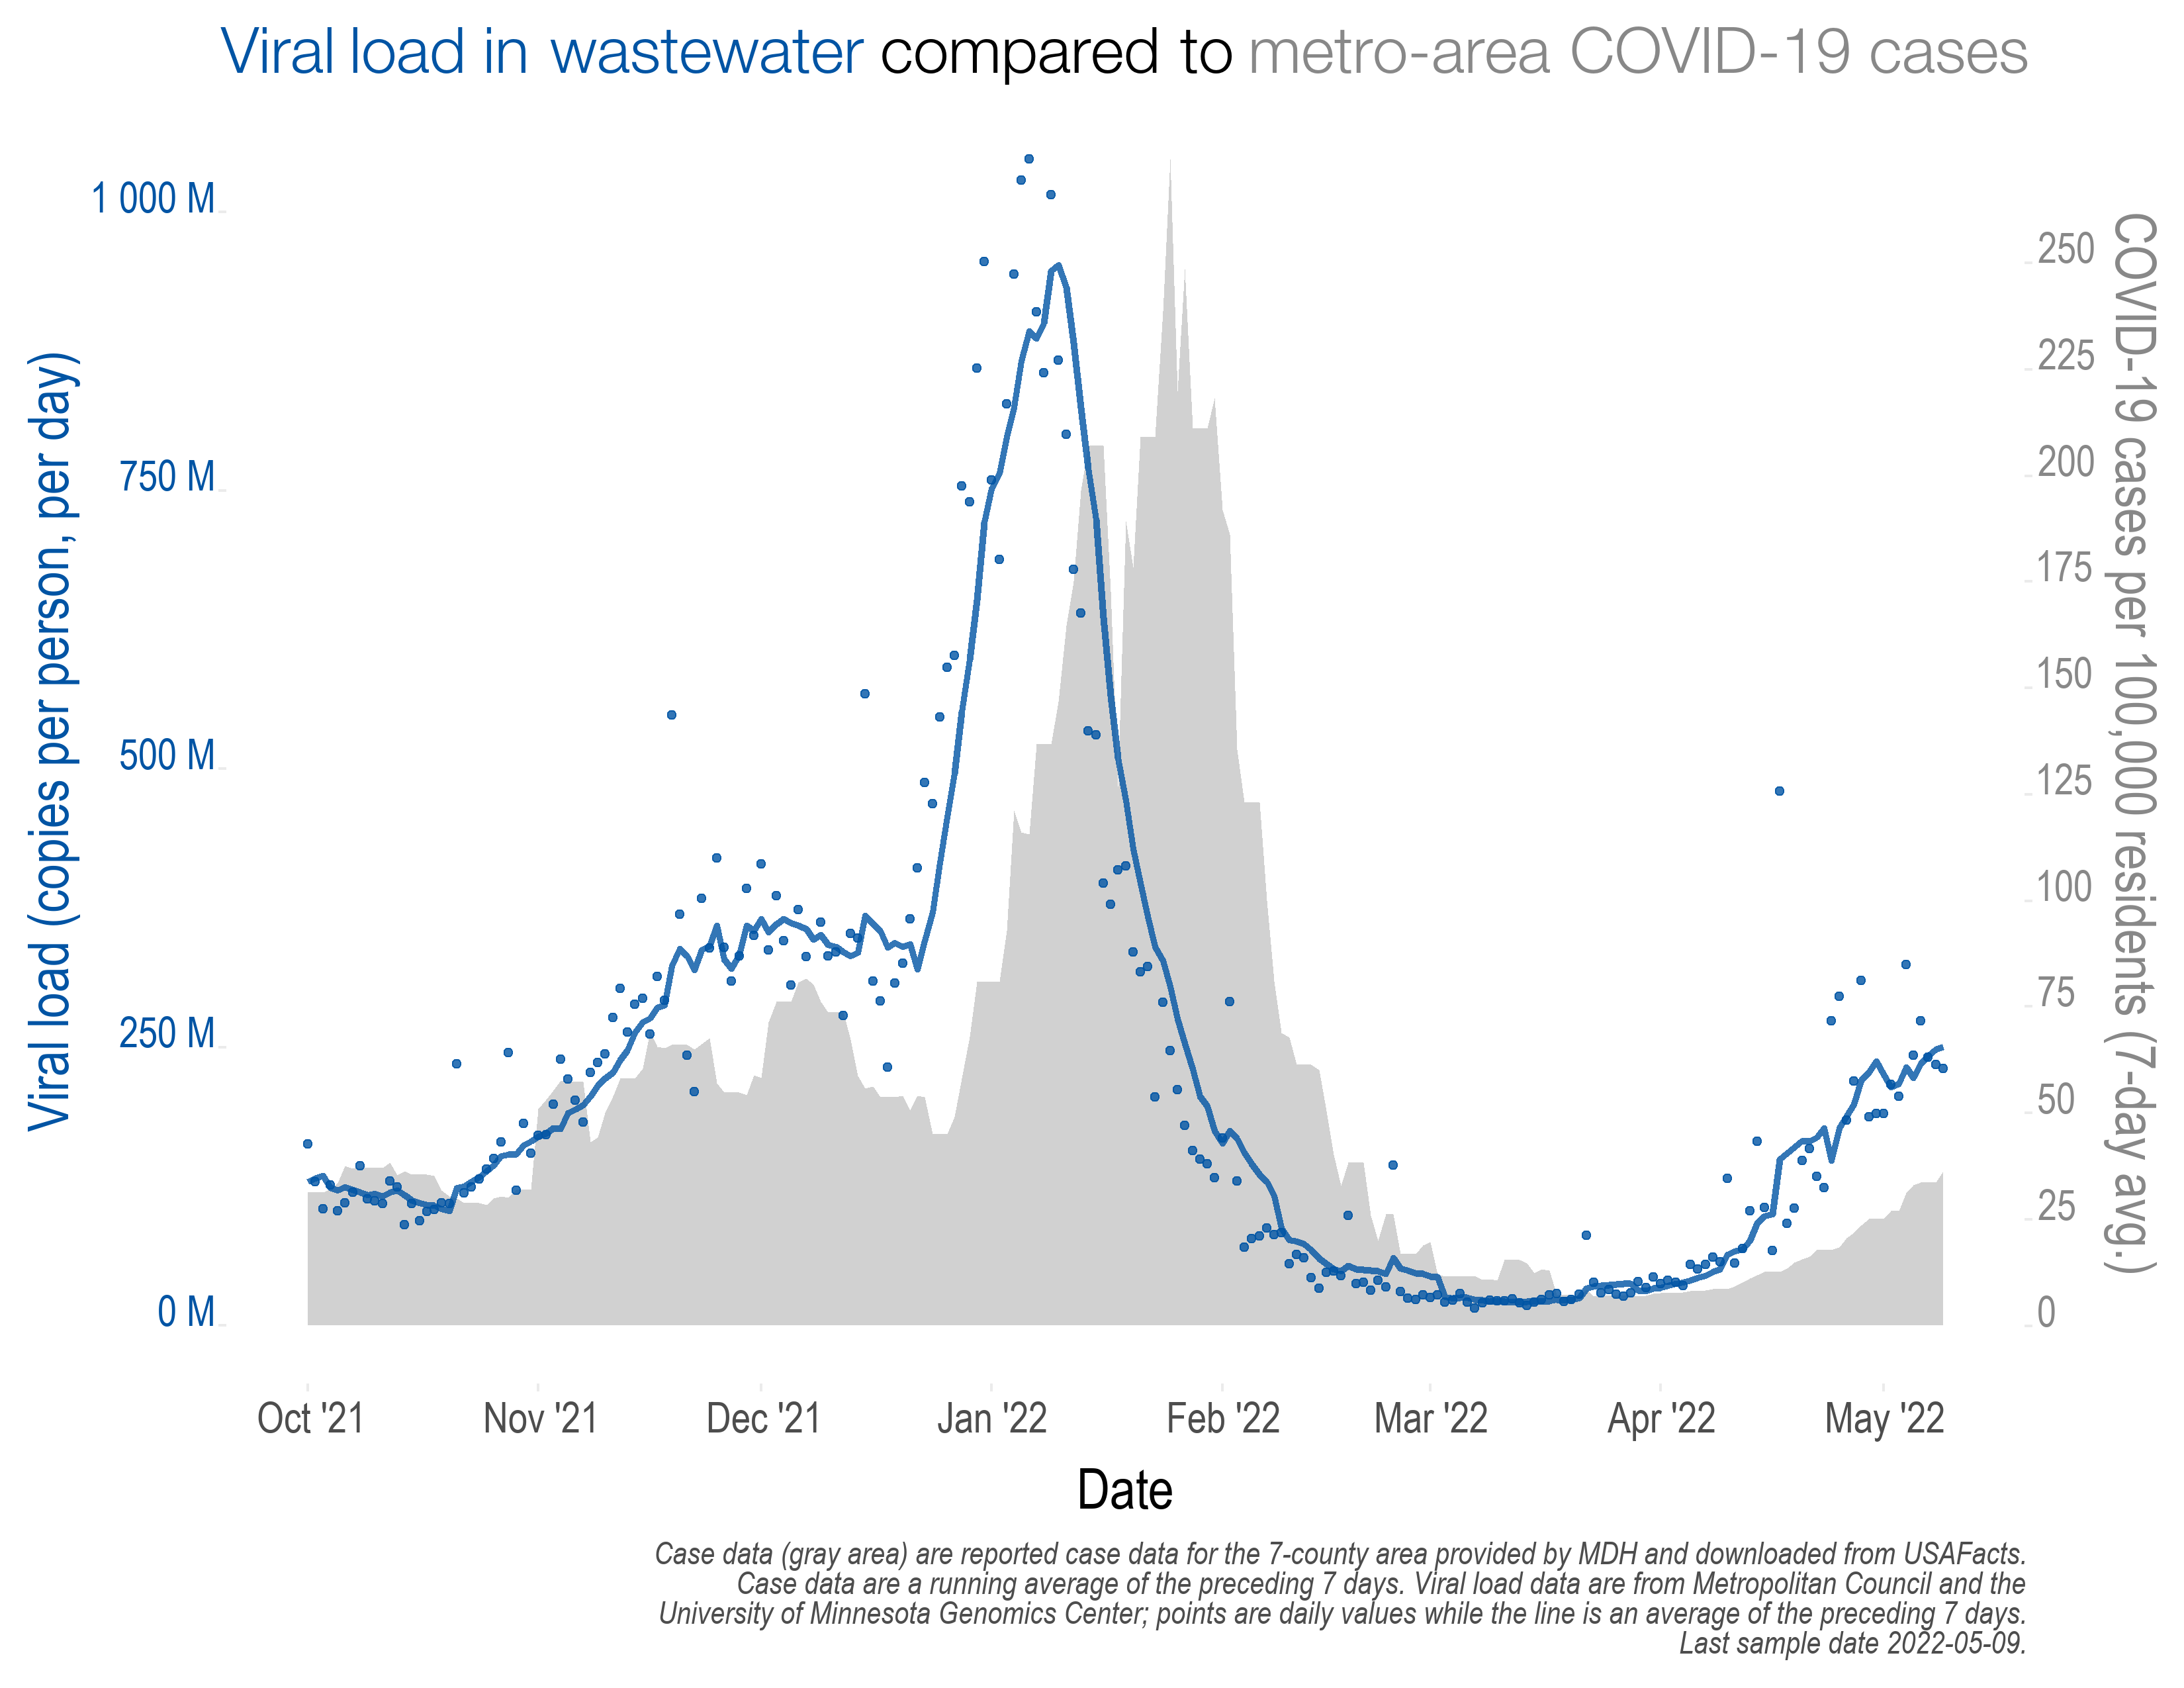 Viral load in wastewater compared to metro-area COVID-19 cases
Viral load (copies per person, per day)
1 000 M
750 M
500 M
250 M
0 M
250
225
200
175
150
125
100
75
50
25
0
COVID-19 cases per 100,000 residents (7-day avg.)
Oct '21
Nov '21
Dec '21
Jan '22
Feb '22
Mar '22
Apr '22
May '22
Date
Case data (gray area) are reported case data for the 7-county area provided by MDH and downloaded from USAFacts.
Case data are a running average of the preceding 7 days. Viral load data are from Metropolitan Council and the
University of Minnesota Genomics Center; points are daily values while the line is an average of the preceding 7 days.
Last sample date 2022-05-09.